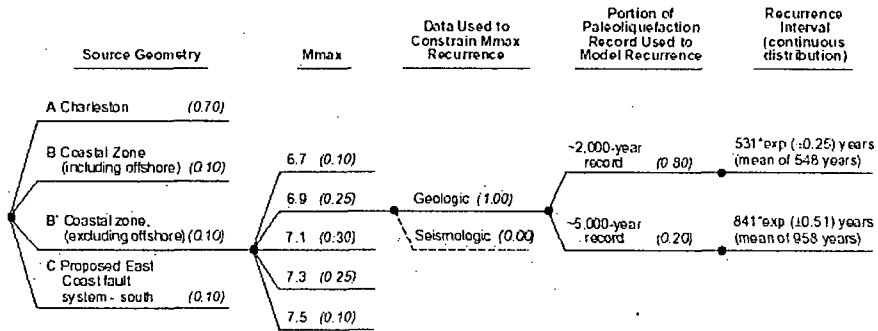 Source Geometry
Mmax
Data Used to
Constrain Mmax
Recurrence
Portion of
Paleoliquefaction
Record Used to
Model Recurrence
Recurrence
Interval
(continuous
distribution)
A Charleston (0.70)
B Coastal Zone
(including offshore) (0.10)
B' Coastal zone,
(excluding offshore) (0.10)
C Proposed East
Coast fault
system - south (0.10)
6.7 (0.10)
6.9 (0.25)
7.1 (0.30)
7.3 (0.25)
7.5 (0.10)
Geologic (1.00)
Seismologic (0.00)
~2,000-year
record (0.80)
~5,000-year
record (0.20)
531*exp (±0.25) years
(mean of 548 years)
841*exp (±0.51) years
(mean of 958 years)